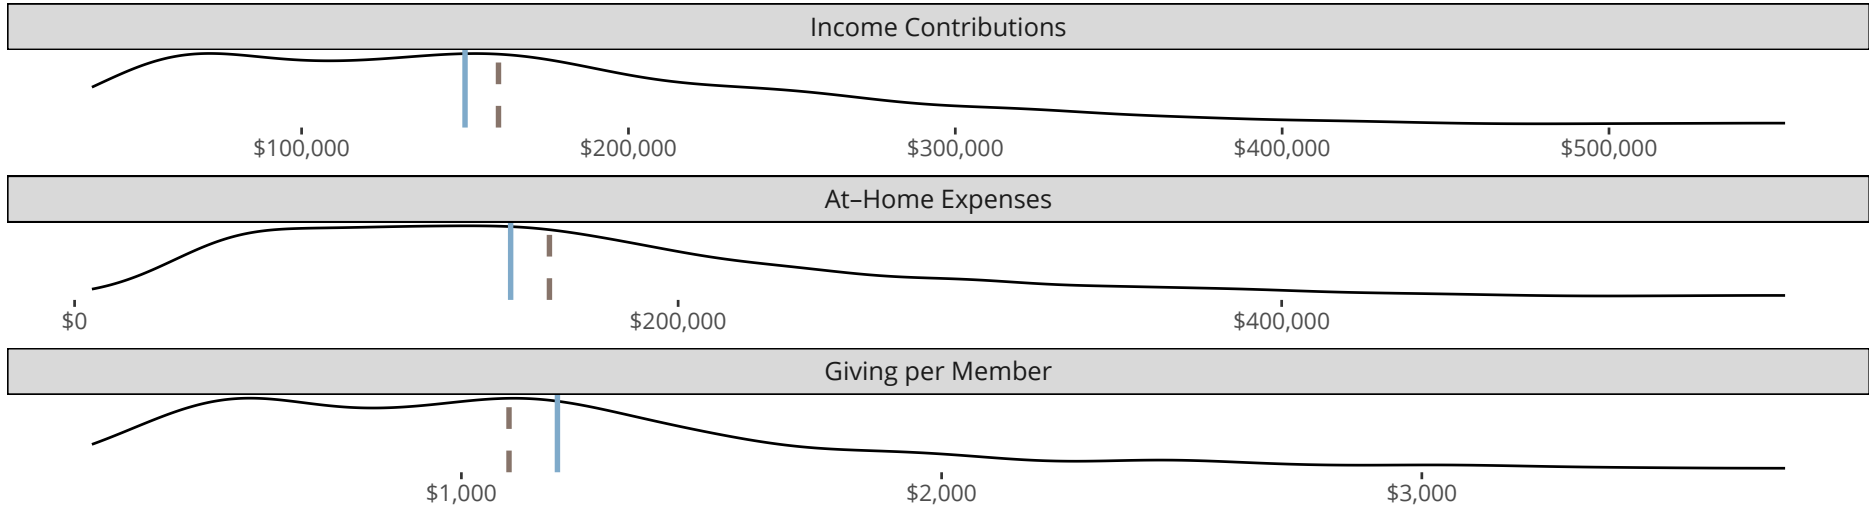 Income Contributions
$100,000 $200,000 $300,000 $400,000 $500,000
At–Home Expenses
$0 $200,000 $400,000
Giving per Member
$1,000 $2,000 $3,000